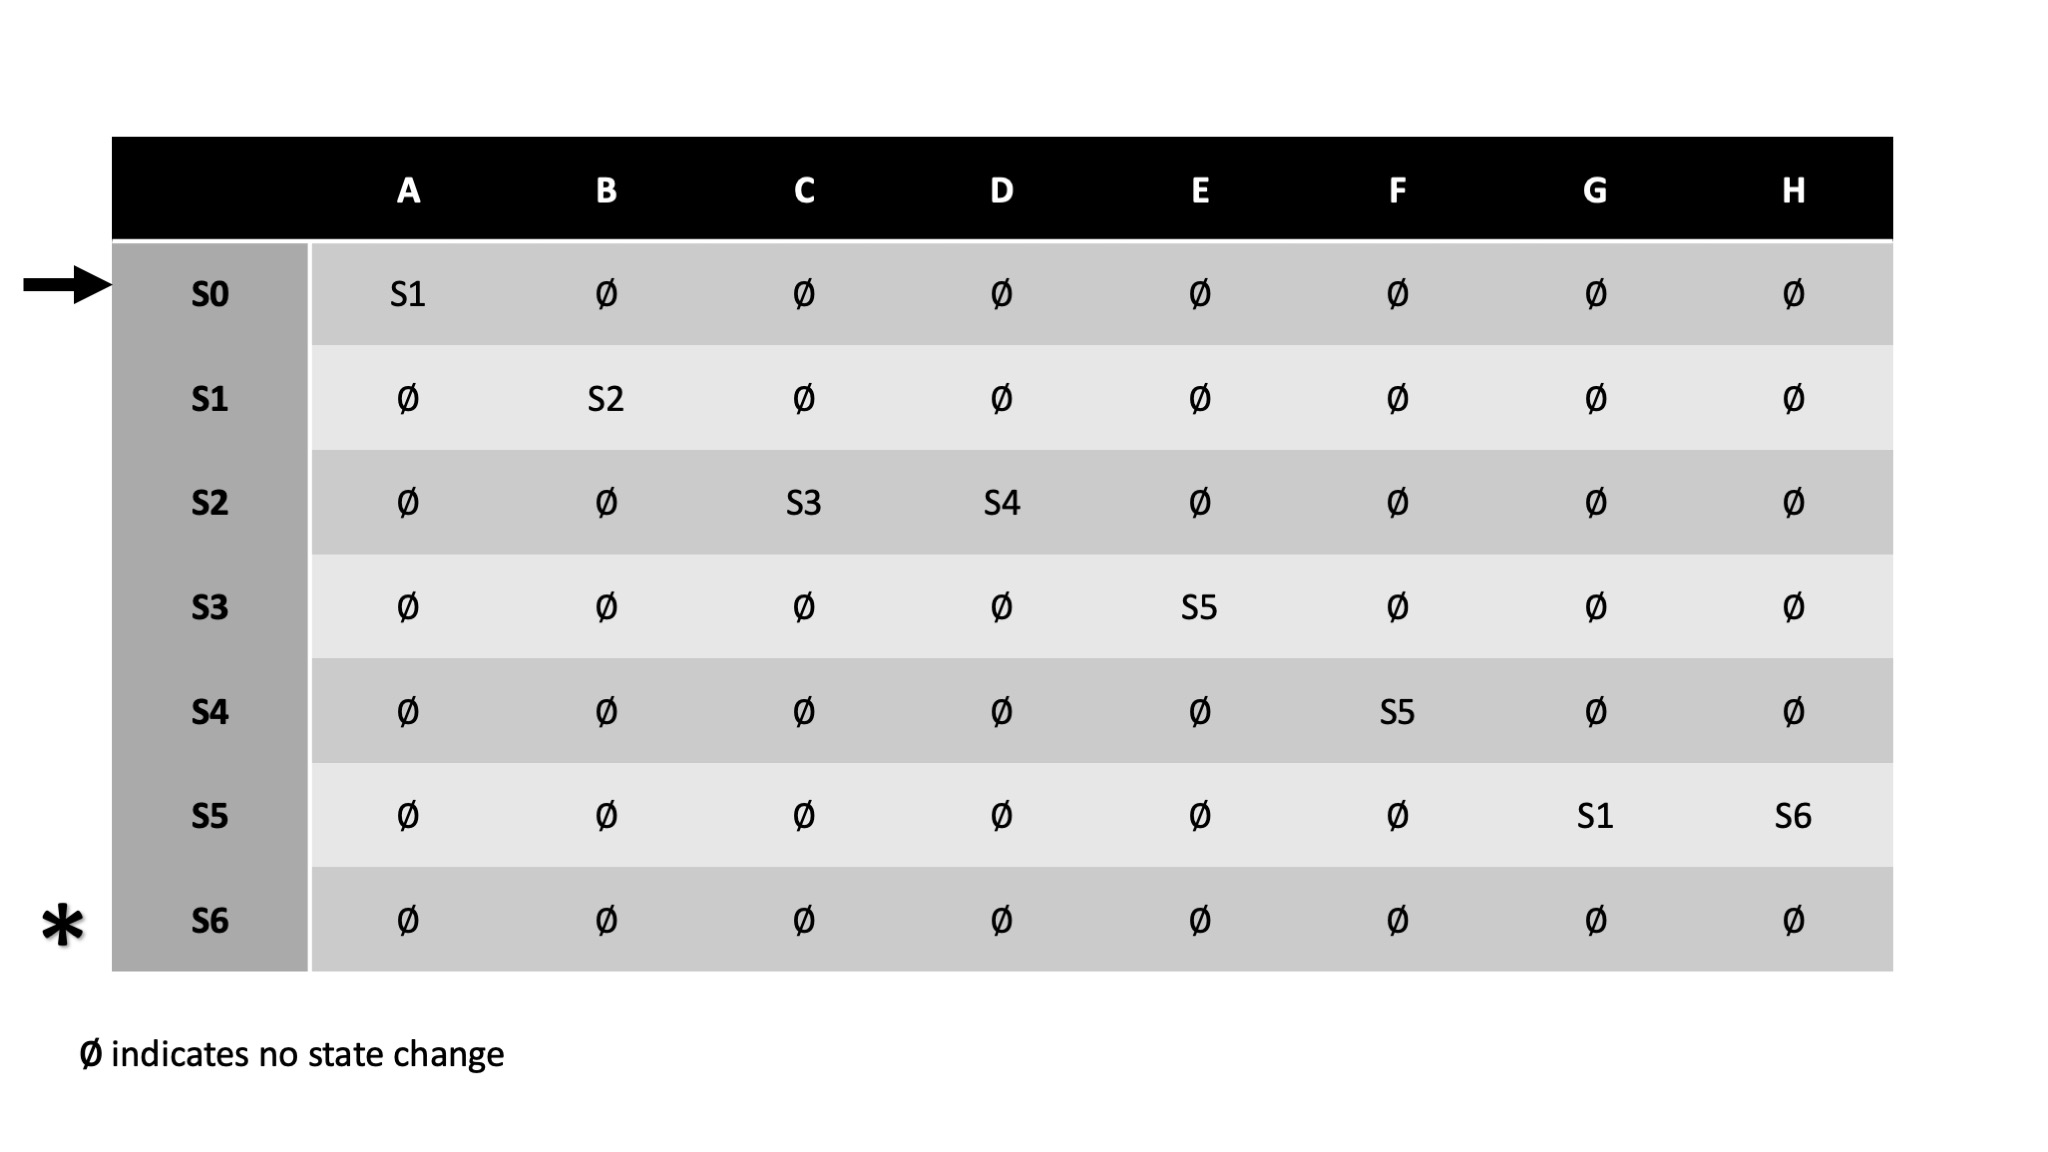 A B C D E F G H
S0 S1 Ø Ø Ø Ø Ø Ø Ø
S1 Ø S2 Ø Ø Ø Ø Ø Ø
S2 Ø Ø S3 S4 Ø Ø Ø Ø
S3 Ø Ø Ø Ø S5 Ø Ø Ø
S4 Ø Ø Ø Ø Ø S5 Ø Ø
S5 Ø Ø Ø Ø Ø Ø S1 S6
* S6 Ø Ø Ø Ø Ø Ø Ø Ø
Ø indicates no state change